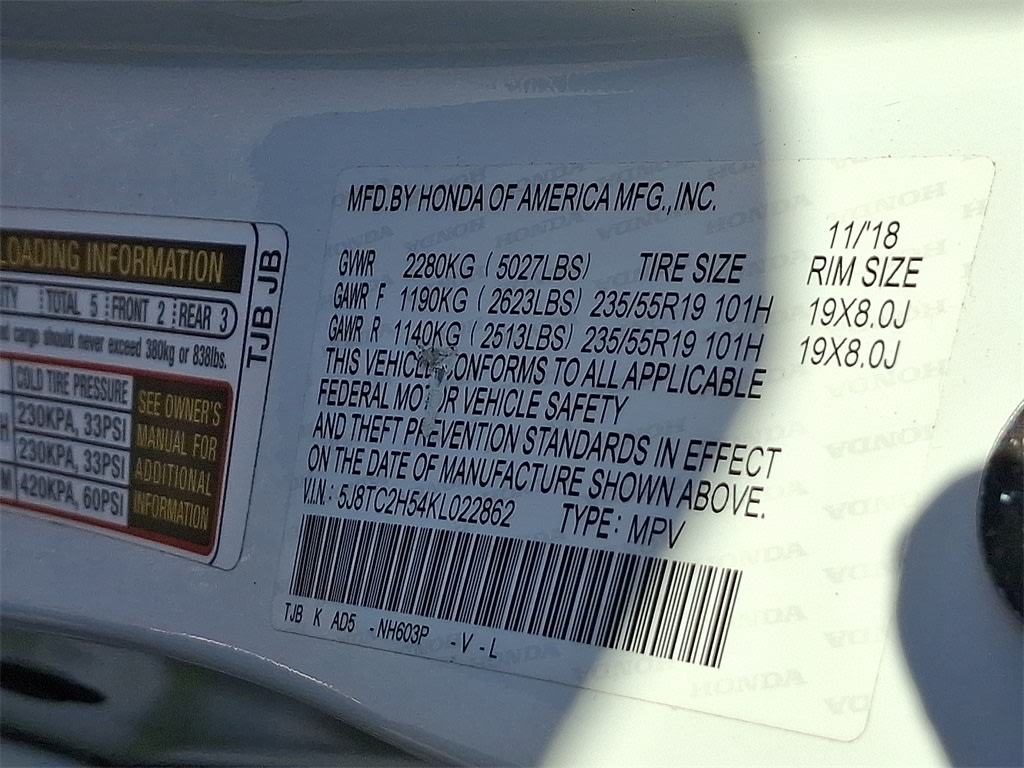 LOADING INFORMATION
TOTAL 5 FRONT 2 REAR 3
cargo should never exceed 380kg or 838lbs.
COLD TIRE PRESSURE
230KPA, 33PSI
230KPA, 33PSI
420KPA, 60PSI
SEE OWNER'S
MANUAL FOR
ADDITIONAL
INFORMATION
TJB JB
MFD.BY HONDA OF AMERICA MFG.,INC.
11/'18
GVWR 2280KG (5027LBS) TIRE SIZE RIM SIZE
GAWR F 1190KG (2623LBS) 235/55R19 101H 19X8.0J
GAWR R 1140KG (2513LBS) 235/55R19 101H 19X8.0J
THIS VEHICLE CONFORMS TO ALL APPLICABLE
FEDERAL MOTOR VEHICLE SAFETY
AND THEFT PREVENTION STANDARDS IN EFFECT
ON THE DATE OF MANUFACTURE SHOWN ABOVE.
V.I.N: 5J8TC2H54KL022862 TYPE: MPV
TJB K AD5 -NH603P -V-L